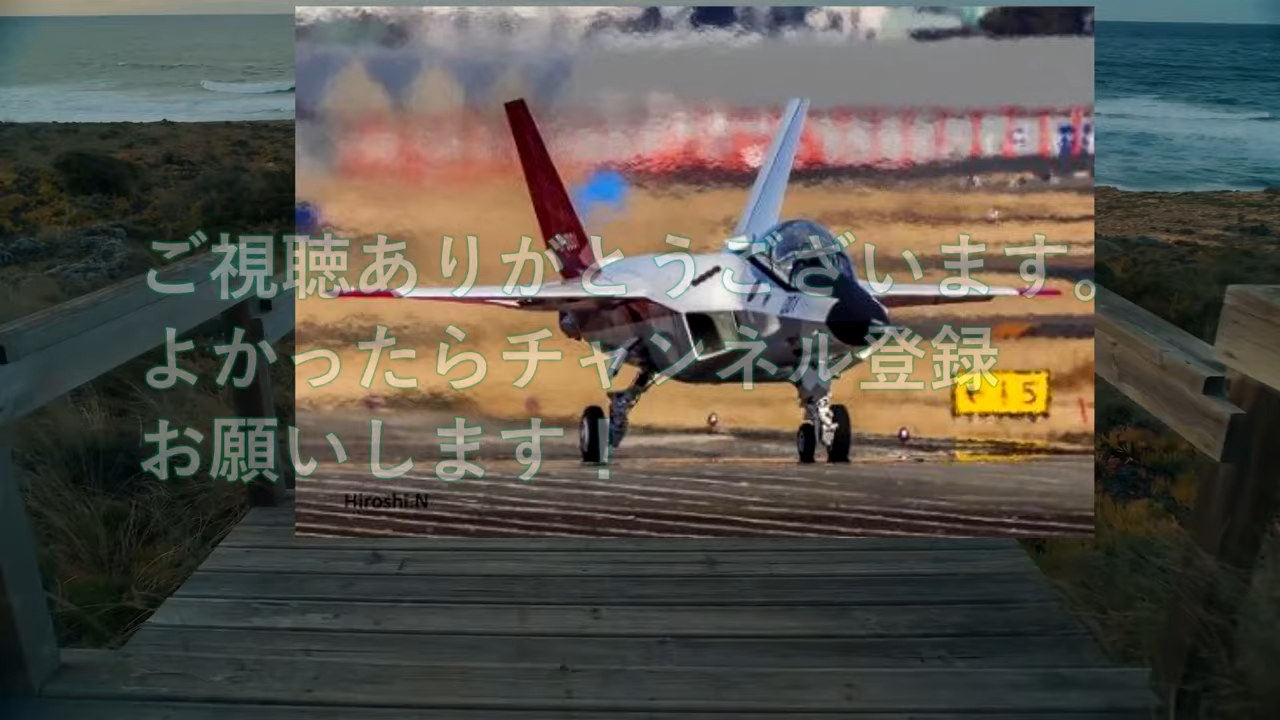 ご視聴ありがとうございます。
よかったらチャンネル登録
お願いします！
15
Hiroshi.N